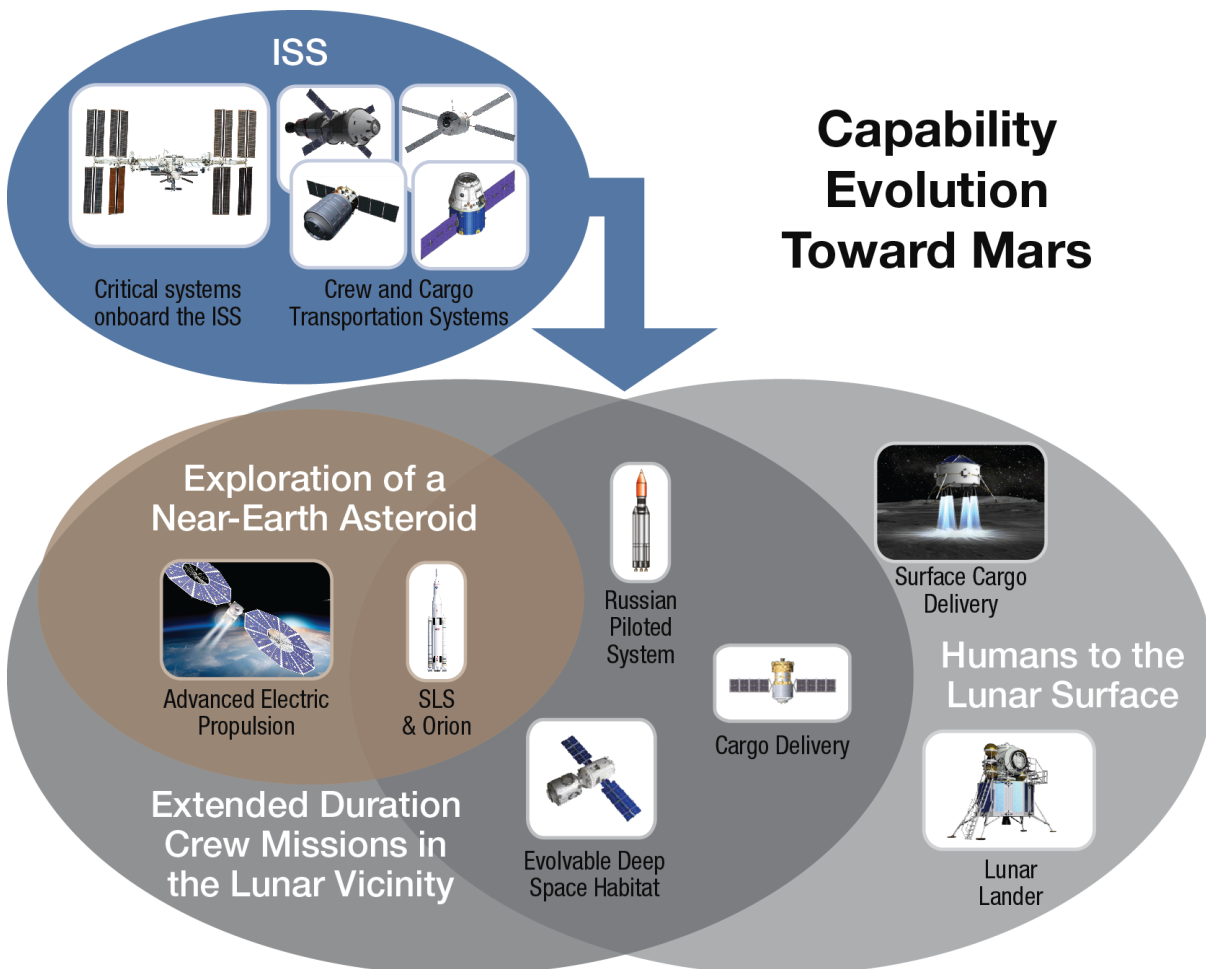 ISS
Critical systems
onboard the ISS
Crew and Cargo
Transportation Systems
Capability
Evolution
Toward Mars
Exploration of a
Near-Earth Asteroid
Advanced Electric
Propulsion
SLS
& Orion
Extended Duration
Crew Missions in
the Lunar Vicinity
Russian
Piloted
System
Cargo Delivery
Evolvable Deep
Space Habitat
Surface Cargo
Delivery
Humans to the
Lunar Surface
Lunar
Lander